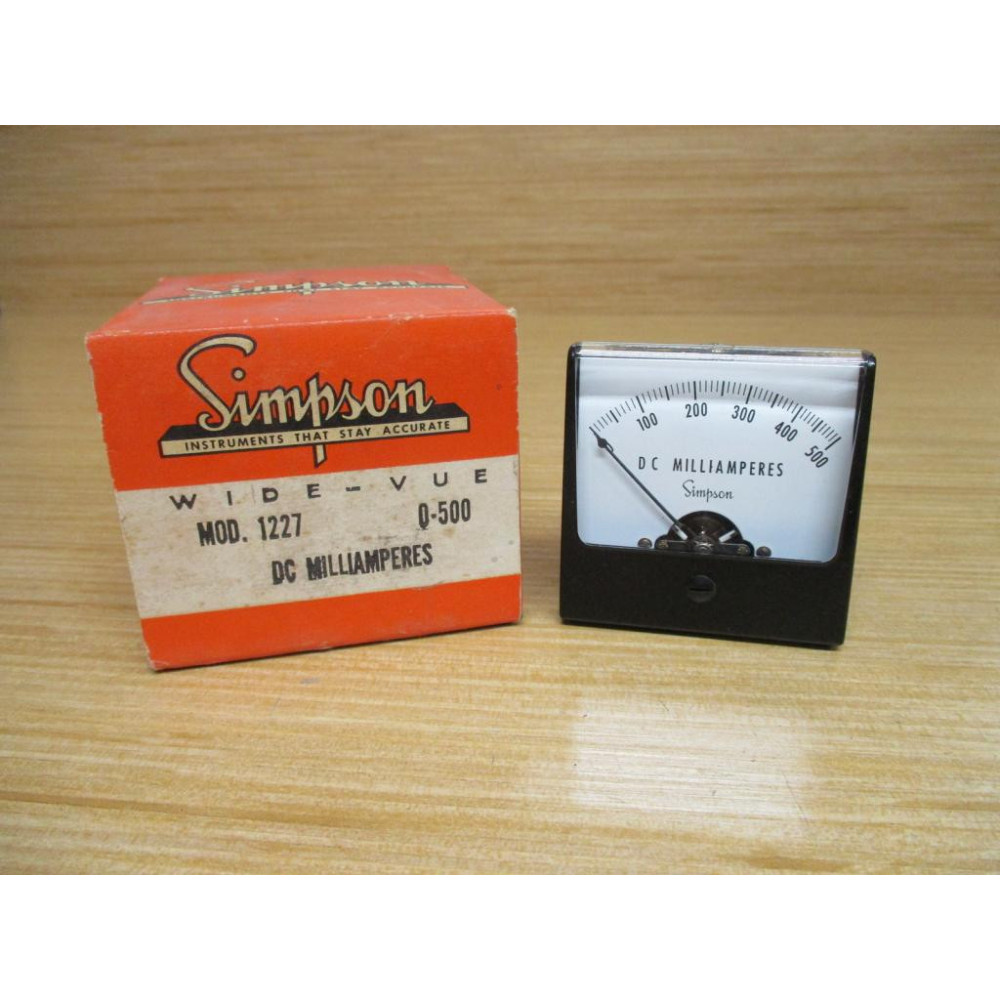 Simpson
Simpson
INSTRUMENTS THAT STAY ACCURATE
WIDE-VUE
MOD. 1227 0-500
DC MILLIAMPERES
100 200 300 400 500
DC MILLIAMPERES
Simpson